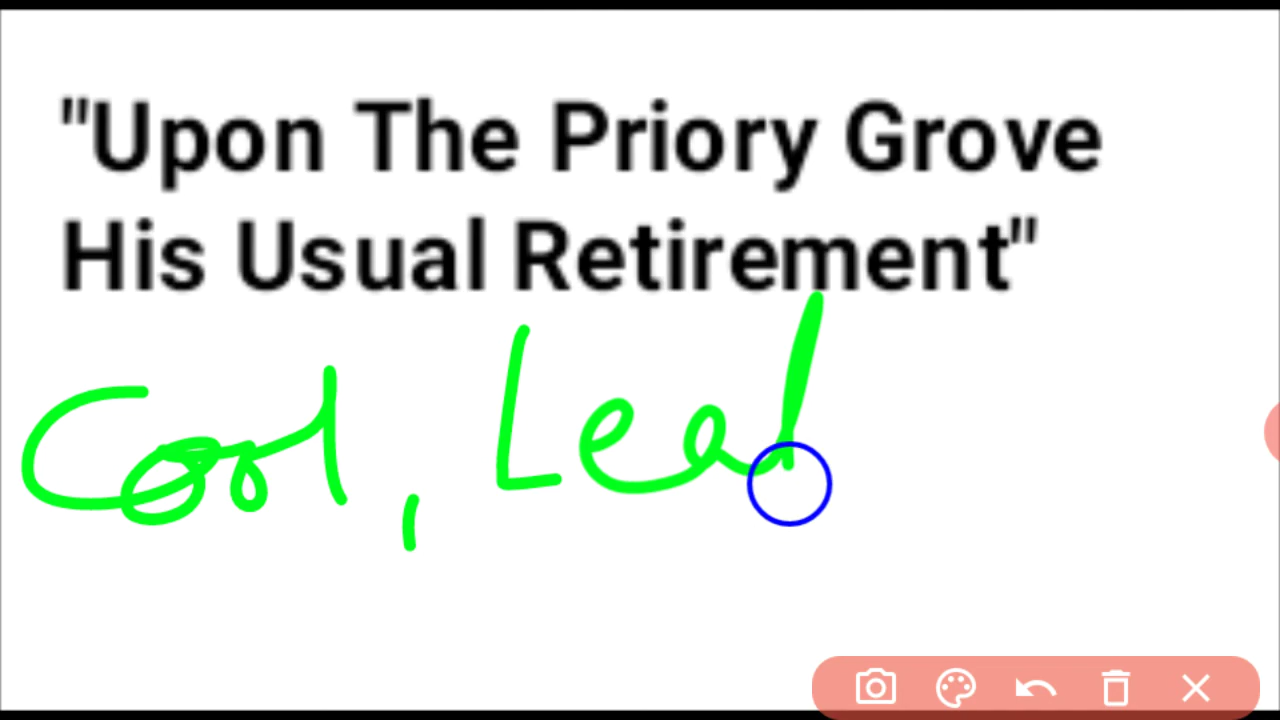 "Upon The Priory Grove
His Usual Retirement"
Cool, Lea